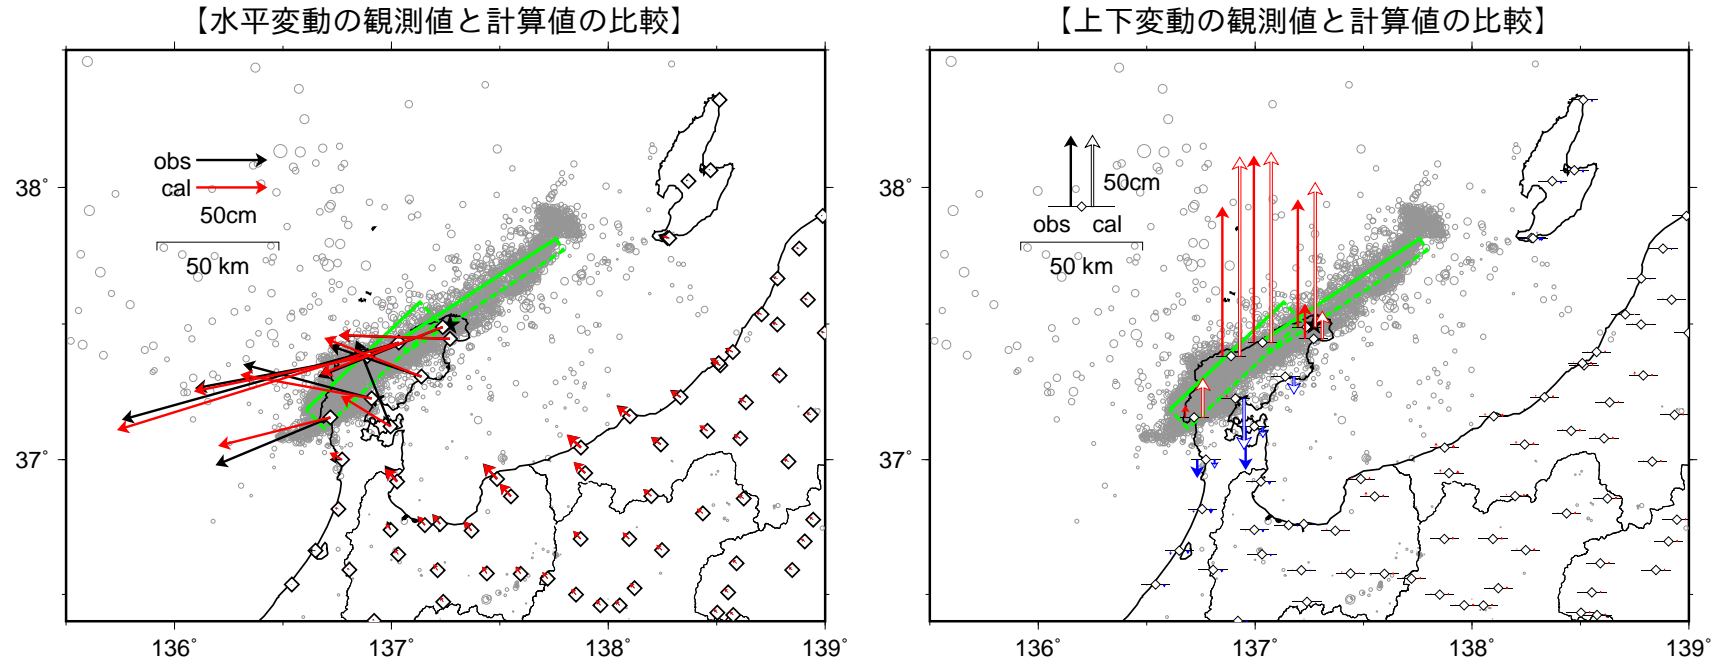 【水平変動の観測値と計算値の比較】
obs
cal
50cm
50 km
38°
37°
136°
137°
138°
139°
【上下変動の観測値と計算値の比較】
50cm
obs cal
50 km
38°
37°
136°
137°
138°
139°